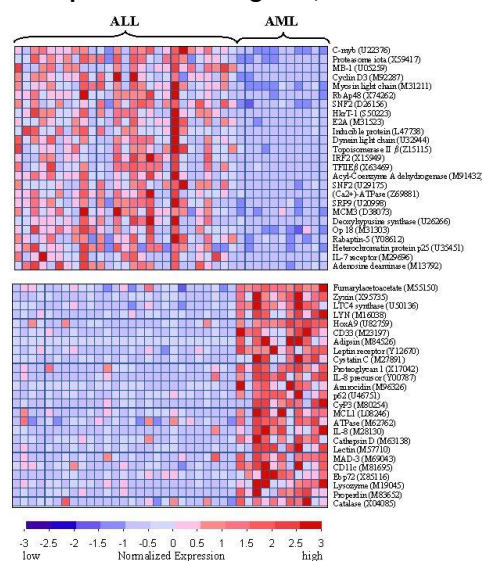 ALL AML
C-myb (U22376)
Proteasome iota (X59417)
MB-1 (U05259)
Cyclin D3 (M92287)
Myosin light chain (M31211)
RbAp48 (X74262)
SNF2 (D26156)
HkrT-1 (S50223)
E2A (M31523)
Inducible protein (L47738)
Dynein light chain (U32944)
Topoisomerase II β (Z15115)
IRF2 (X15949)
TFIIEβ (X63469)
Acyl-Coenzyme A dehydrogenase (M91432)
SNF2 (U29175)
(Ca2+)-ATPase (Z69881)
SRP9 (U20998)
MCM3 (D38073)
Deoxyhypusine synthase (U26266)
Op 18 (M31303)
Rabaptin-5 (Y08612)
Heterochromatin protein p25 (U35451)
IL-7 receptor (M29696)
Adenosine deaminase (M13792)
Fumarylacetoacetate (M55150)
Zyxin (X95735)
LTC4 synthase (U50136)
LYN (M16038)
HoxA9 (U82759)
CD33 (M23197)
Adipsin (M84526)
Leptin receptor (Y12670)
Cystatin C (M27891)
Proteoglycan 1 (X17042)
IL-8 precursor (Y00787)
Azurocidin (M96326)
p62 (U46751)
CyP3 (M80254)
MCL1 (L08246)
ATPase (M62762)
IL-8 (M28130)
Cathepsin D (M63138)
Lectin (M57710)
MAD-3 (M69043)
CD11c (M81695)
Ebp72 (X85116)
Lysozyme (M19045)
Properdin (M83652)
Catalase (X04085)
-3 -2.5 -2 -1.5 -1 -0.5 0 0.5 1 1.5 2 2.5 3
low Normalized Expression high